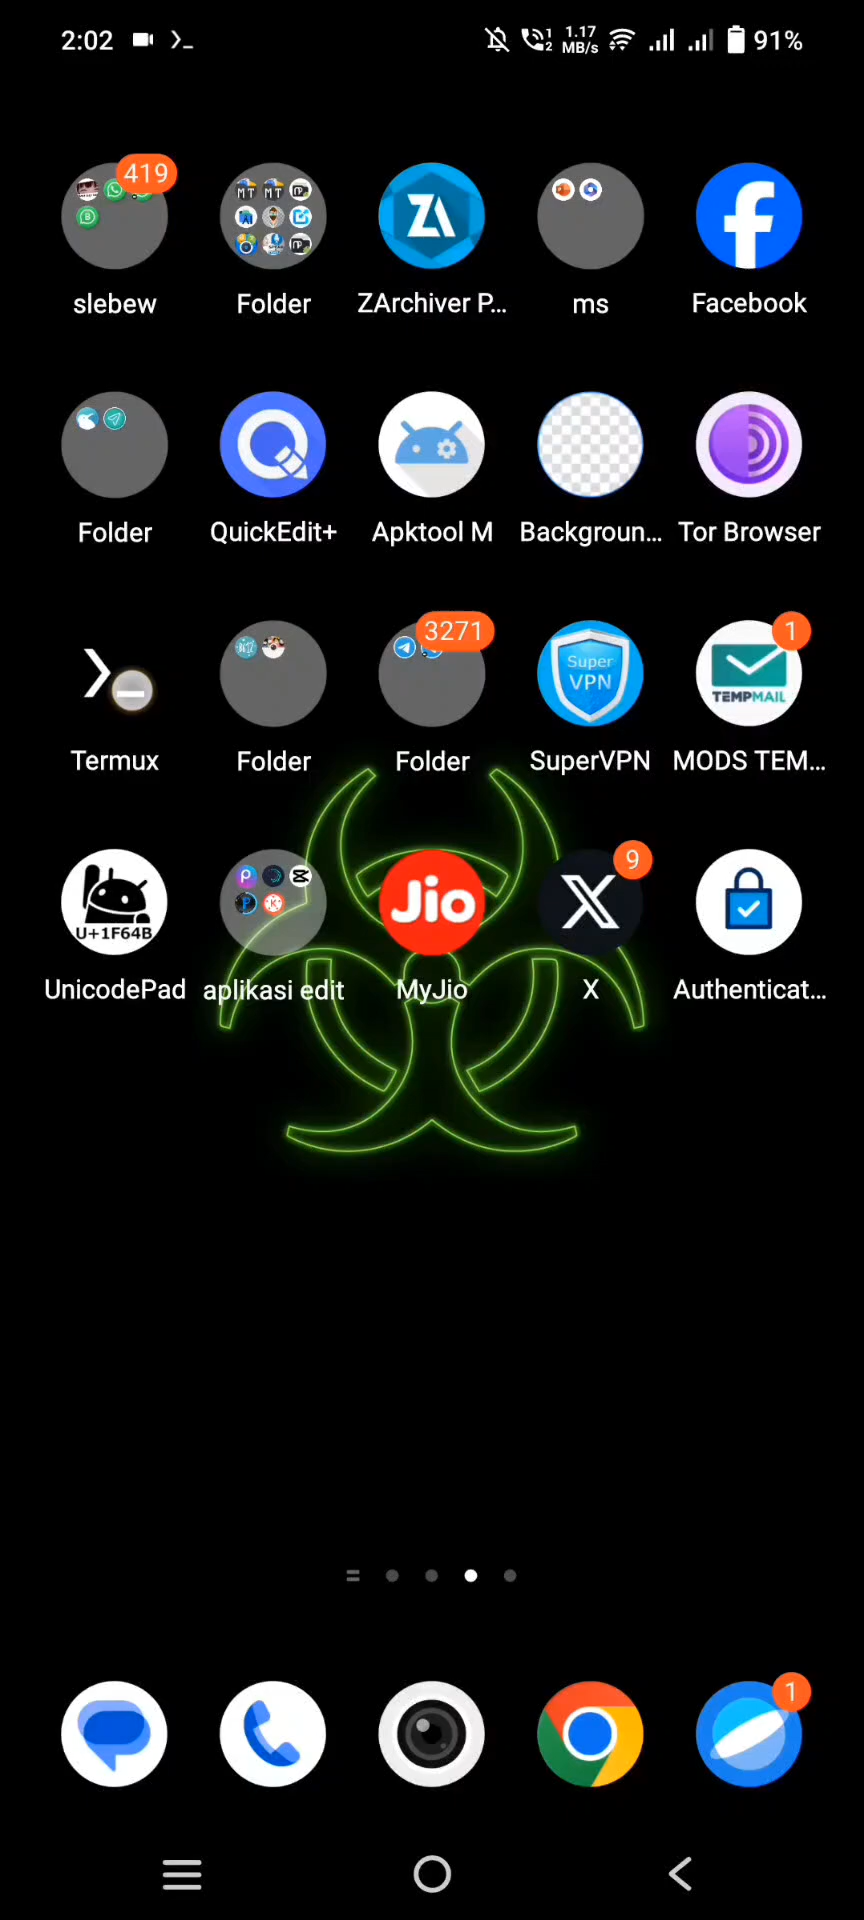 2:02
1.17
MB/s
91%
419
slebew
Folder
ZArchiver P...
ms
Facebook
Folder
QuickEdit+
Apktool M
Backgroun...
Tor Browser
3271
Super
VPN
1
TEMPMAIL
Termux
Folder
Folder
SuperVPN
MODS TEM...
U+1F64B
Jio
9
UnicodePad
aplikasi edit
MyJio
X
Authenticat...
1